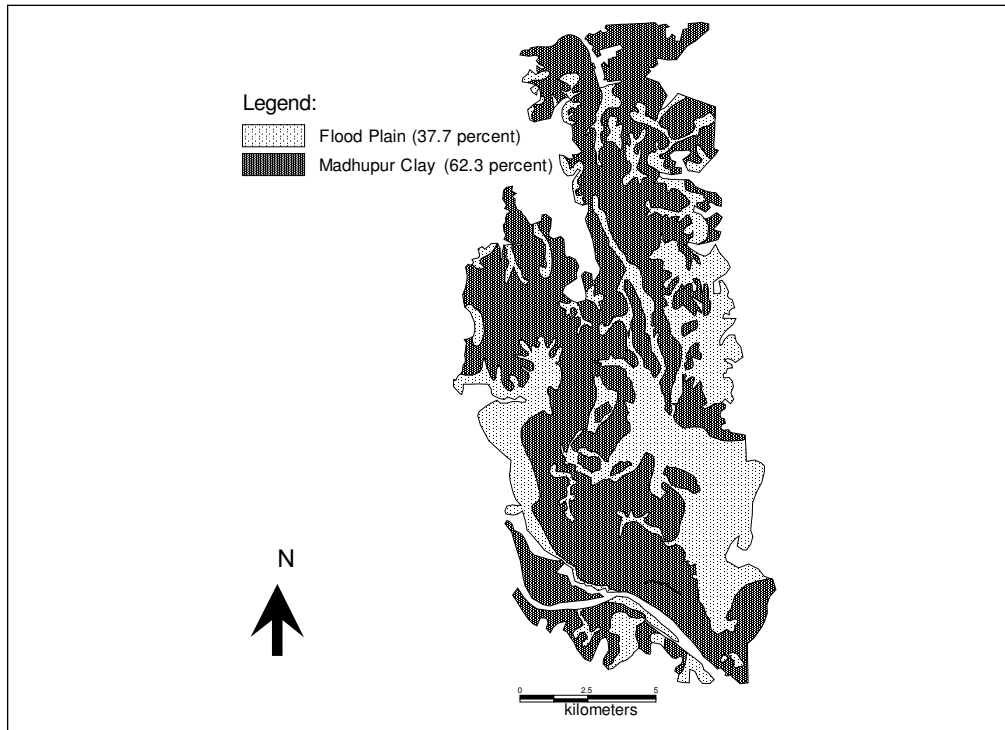 Legend:
Flood Plain (37.7 percent)
Madhupur Clay (62.3 percent)
N
0 2.5 5
kilometers